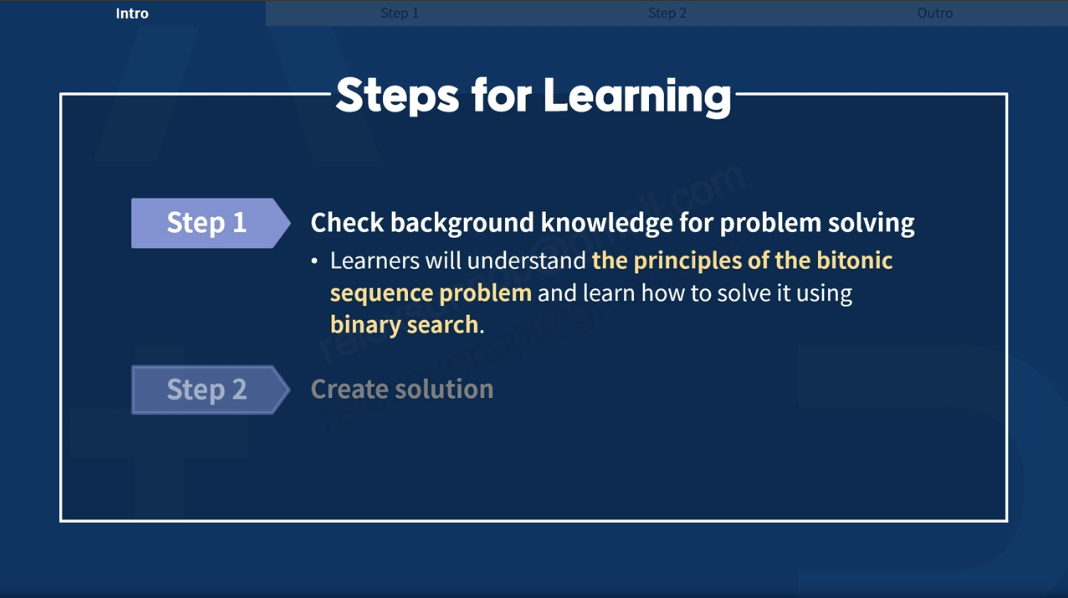 Intro
Step 1
Step 2
Outro
Steps for Learning
Step 1
Check background knowledge for problem solving
• Learners will understand the principles of the bitonic
sequence problem and learn how to solve it using
binary search.
Step 2
Create solution